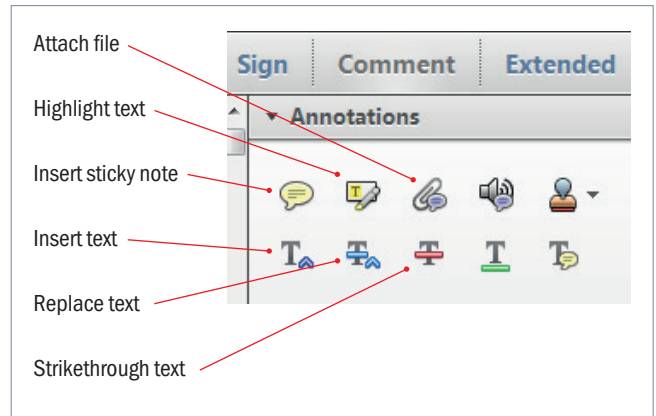 Attach file
Sign Comment Extended
Highlight text
Annotations
Insert sticky note
Insert text
Replace text
Strikethrough text